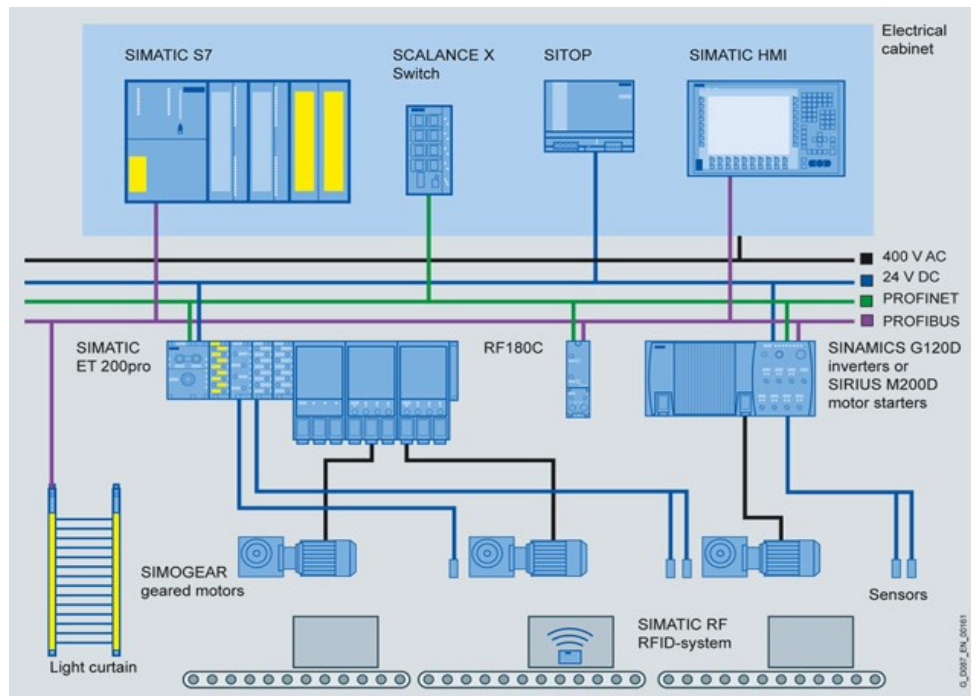 Electrical
cabinet
SIMATIC S7
SCALANCE X
Switch
SITOP
SIMATIC HMI
400 V AC
24 V DC
PROFINET
PROFIBUS
SIMATIC
ET 200pro
RF180C
SINAMICS G120D
inverters or
SIRIUS M200D
motor starters
SIMOGEAR
geared motors
Sensors
SIMATIC RF
RFID-system
Light curtain
G_D087_EN_00161